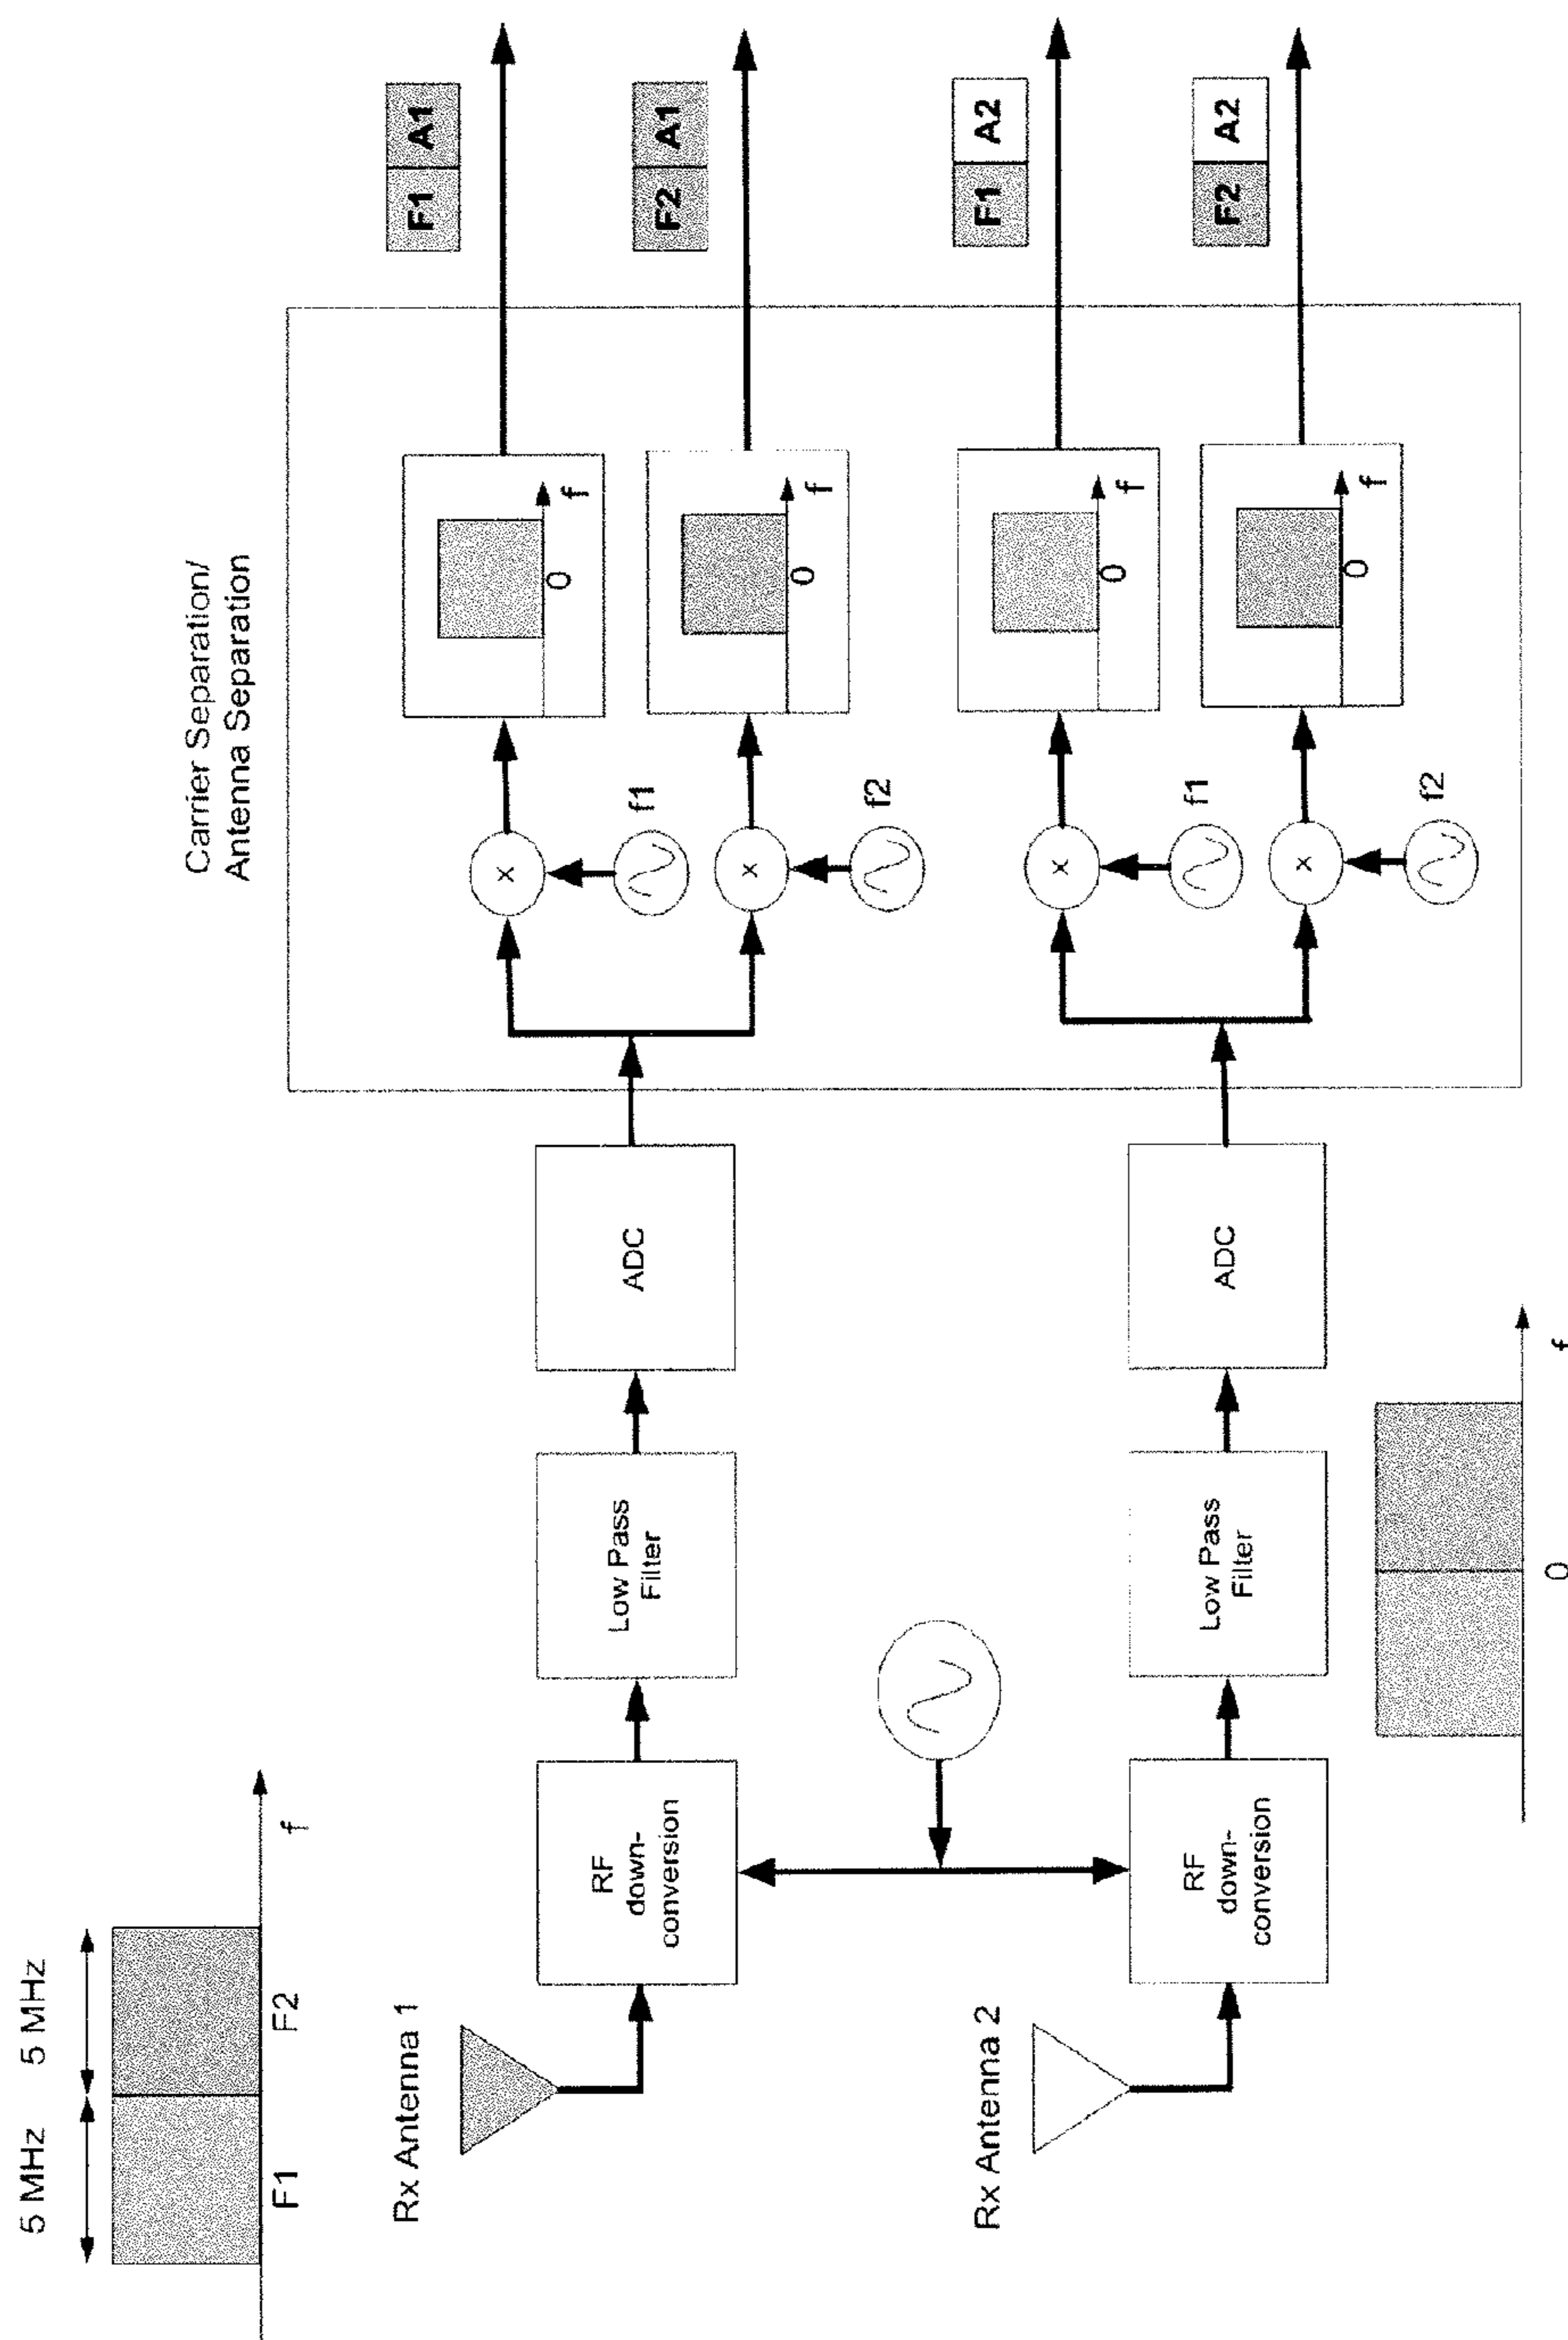 5 MHz
5 MHz
F1
F2
f
Rx Antenna 1
RF
down-
conversion
Low Pass
Filter
ADC
Carrier Separation/
Antenna Separation
x
f1
0
f
F1
A1
x
f2
0
f
F2
A1
Rx Antenna 2
RF
down-
conversion
Low Pass
Filter
ADC
x
f1
0
f
F1
A2
x
f2
0
f
F2
A2
0
f